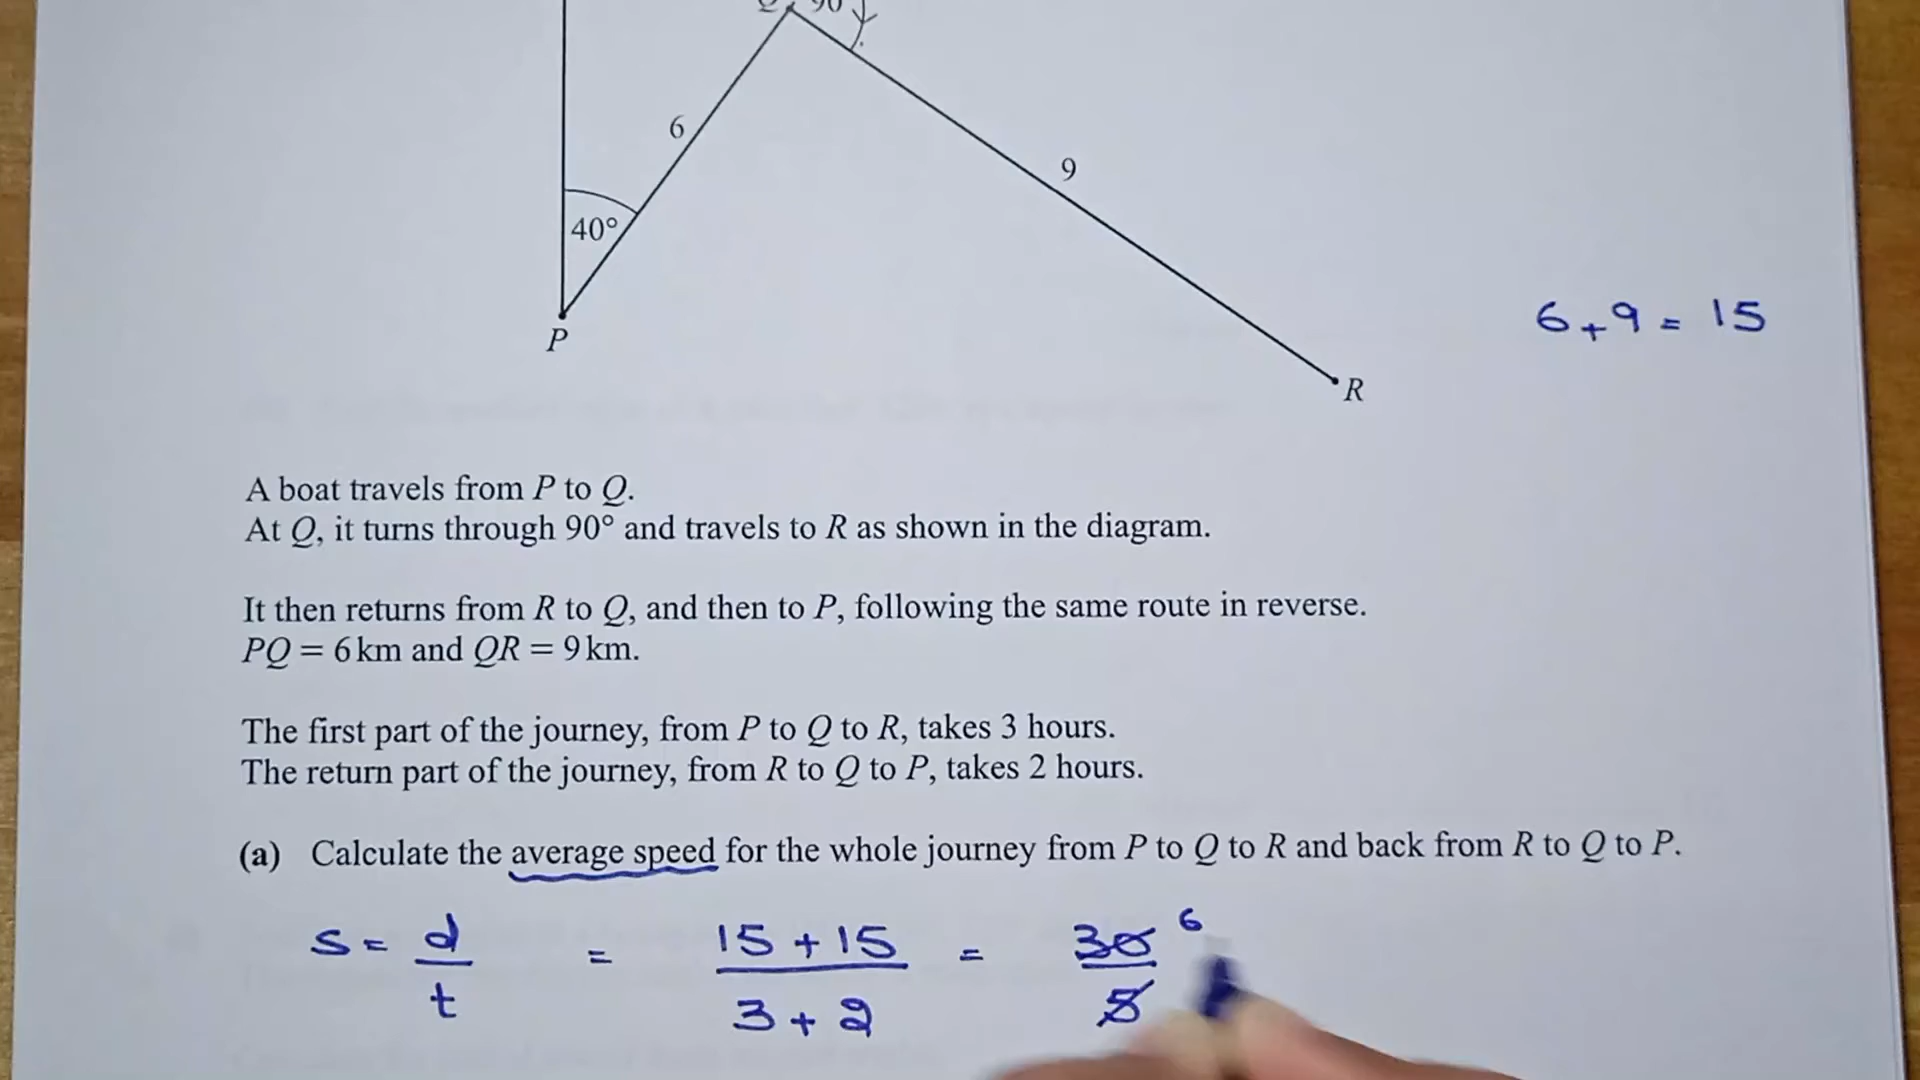 90
6
9
40°
6+9 = 15
P
R
A boat travels from P to Q.
At Q, it turns through 90° and travels to R as shown in the diagram.
It then returns from R to Q, and then to P, following the same route in reverse.
PQ = 6 km and QR = 9 km.
The first part of the journey, from P to Q to R, takes 3 hours.
The return part of the journey, from R to Q to P, takes 2 hours.
(a) Calculate the average speed for the whole journey from P to Q to R and back from R to Q to P.
s = d/t = 15+15/3+2 = 30/5 6